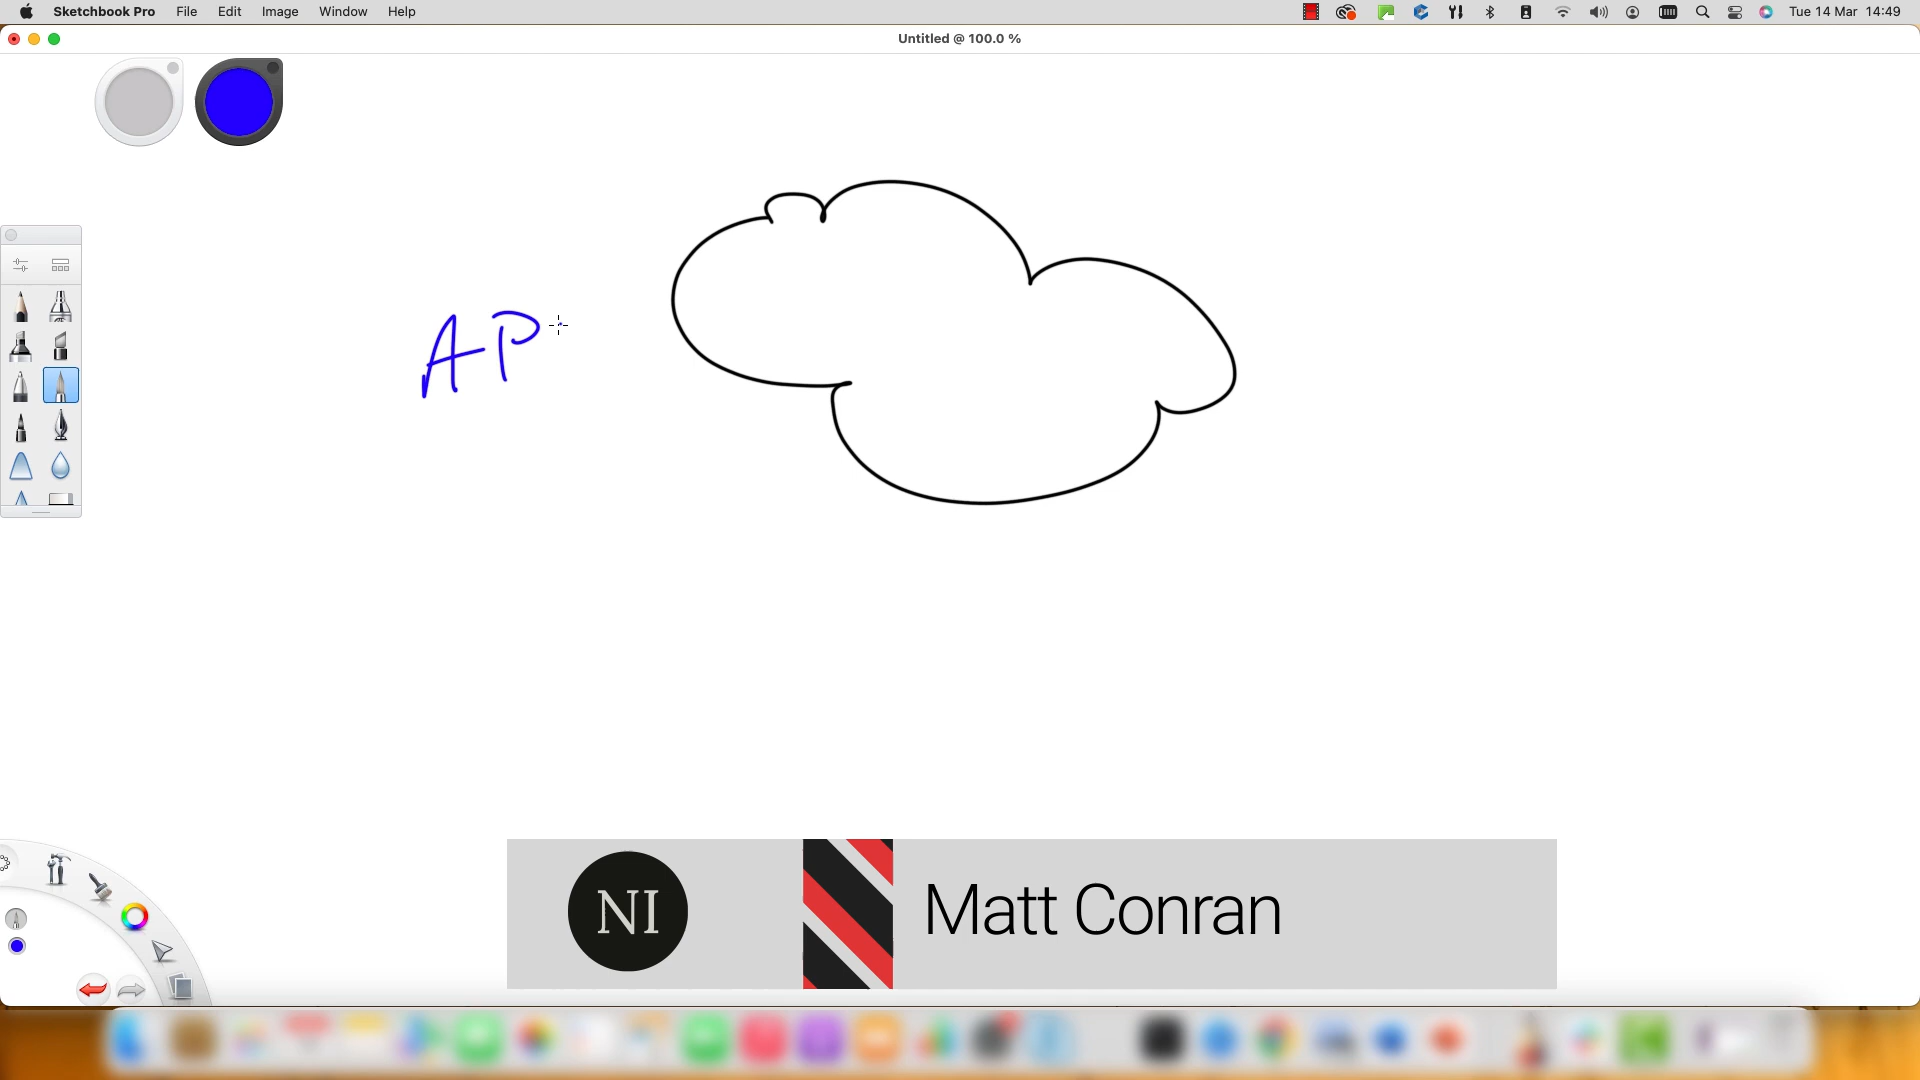 Sketchbook Pro File Edit Image Window Help Tue 14 Mar 14:49
Untitled @ 100.0 %
AP
NI Matt Conran